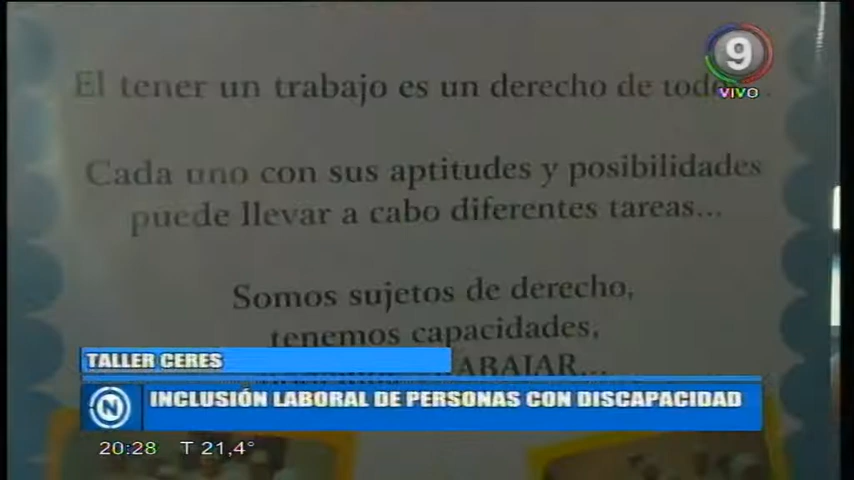 El tener un trabajo es un derecho de
9
VIVO
Cada uno con sus aptitudes y posibilidades
puede llevar a cabo diferentes tareas...
Somos sujetos de derecho,
tenemos capacidades,
TALLER CERES
N
INCLUSIÓN LABORAL DE PERSONAS CON DISCAPACIDAD
20:28 T 21,4°